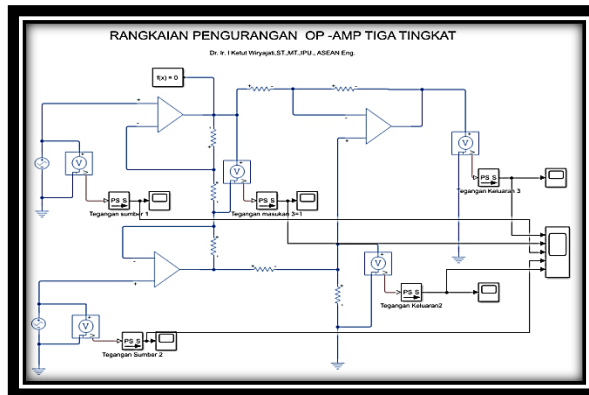 RANGKAIAN PENGURANGAN OP -AMP TIGA TINGKAT
Dr. Ir. I Ketut Wiryajati,ST.,MT.,IPU., ASEAN Eng.
f(x) = 0
V
PS S
Tegangan sumber 1
V
PS S
Tegangan masukan 3=1
V
PS S
Tegangan Keluaran 3
V
PS S
Tegangan Keluaran2
V
PS S
Tegangan Sumber 2